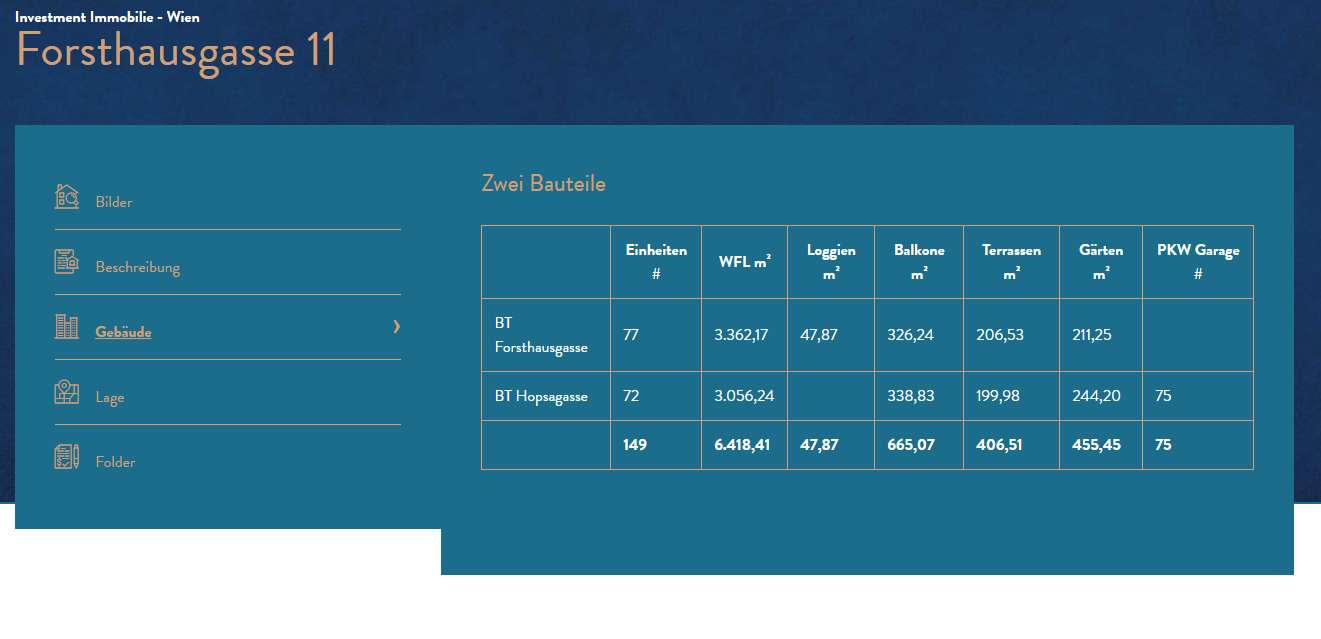 Investment Immobilie - Wien
Forsthausgasse 11
Bilder
Beschreibung
Gebäude
Lage
Folder
Zwei Bauteile
Einheiten # WFL m² Loggien m² Balkone m² Terrassen m² Gärten m² PKW Garage #
BT Forsthausgasse 77 3.362,17 47,87 326,24 206,53 211,25
BT Hopsagasse 72 3.056,24 338,83 199,98 244,20 75
149 6.418,41 47,87 665,07 406,51 455,45 75